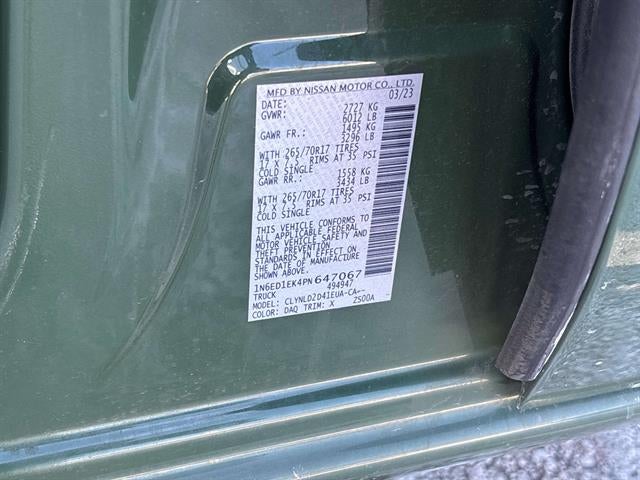 MFD BY NISSAN MOTOR CO., LTD.
DATE: 03/23
GVWR: 2727 KG
6012 LB
GAWR FR.: 1495 KG
3296 LB
WITH 265/70R17 TIRES
17 X 7.5 RIMS AT 35 PSI
COLD SINGLE
GAWR RR.: 1558 KG
3434 LB
WITH 265/70R17 TIRES
17 X 7.5 RIMS AT 35 PSI
COLD SINGLE
THIS VEHICLE CONFORMS TO
ALL APPLICABLE FEDERAL
MOTOR VEHICLE SAFETY AND
THEFT PREVENTION STANDARDS
IN EFFECT ON THE DATE OF
MANUFACTURE SHOWN ABOVE.
1N6ED1EK4PN647067
TRUCK 494947
MODEL: CLYNLD2D41EUA-CA--
COLOR: DAQ TRIM: X ZS00A